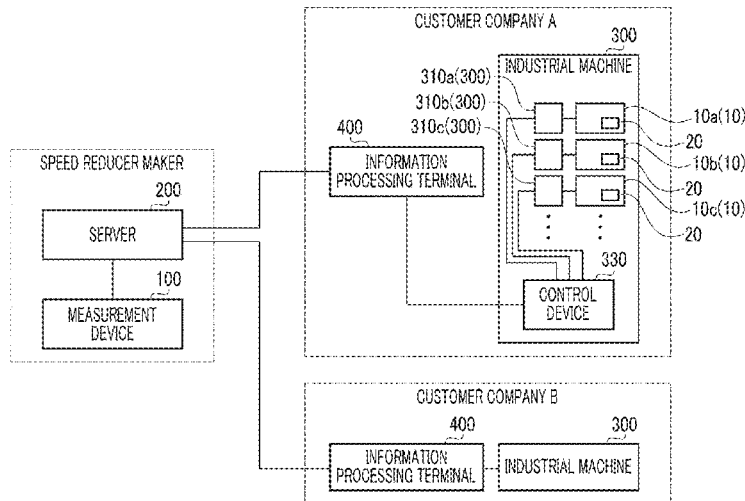 CUSTOMER COMPANY A
300
INDUSTRIAL MACHINE
310a(300)
310b(300)
310c(300)
10a(10)
20
10b(10)
20
10c(10)
20
400
INFORMATION
PROCESSING TERMINAL
330
CONTROL
DEVICE
SPEED REDUCER MAKER
200
SERVER
100
MEASUREMENT
DEVICE
CUSTOMER COMPANY B
400
INFORMATION
PROCESSING TERMINAL
300
INDUSTRIAL MACHINE